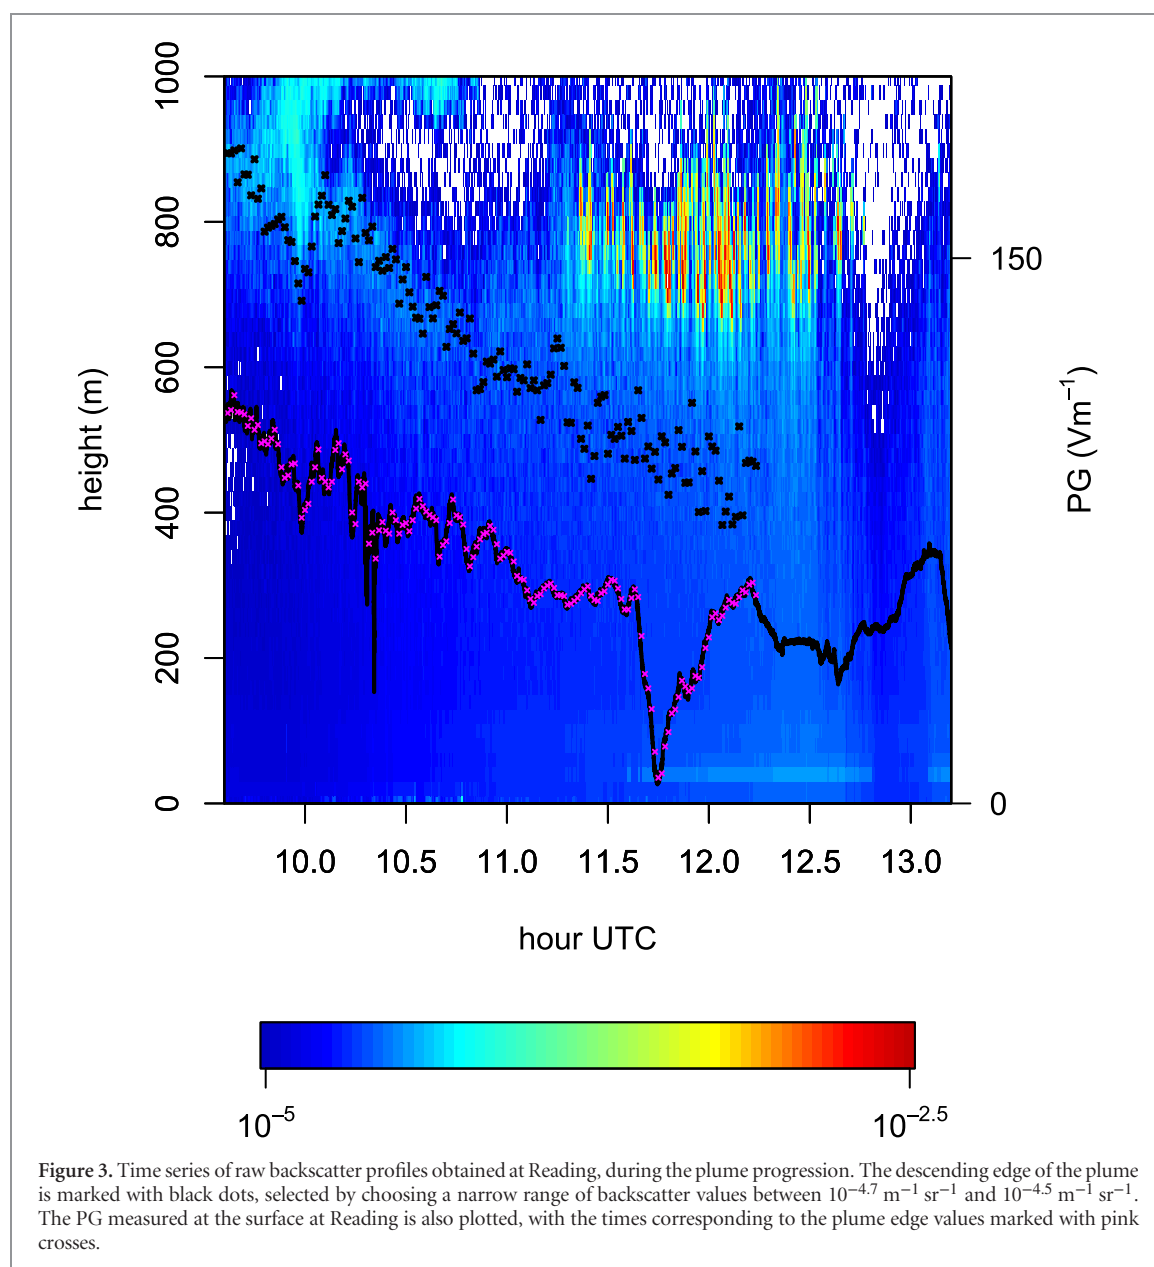 1000
800
600
400
200
0
height (m)
150
0
PG (Vm⁻¹)
10.0 10.5 11.0 11.5 12.0 12.5 13.0
hour UTC
10⁻⁵ 10⁻²·⁵
Figure 3. Time series of raw backscatter profiles obtained at Reading, during the plume progression. The descending edge of the plume
is marked with black dots, selected by choosing a narrow range of backscatter values between 10⁻⁴·⁷ m⁻¹ sr⁻¹ and 10⁻⁴·⁵ m⁻¹ sr⁻¹.
The PG measured at the surface at Reading is also plotted, with the times corresponding to the plume edge values marked with pink
crosses.